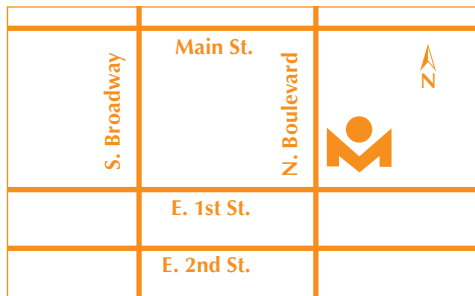 Main St.
S. Broadway
N. Boulevard
N
E. 1st St.
E. 2nd St.